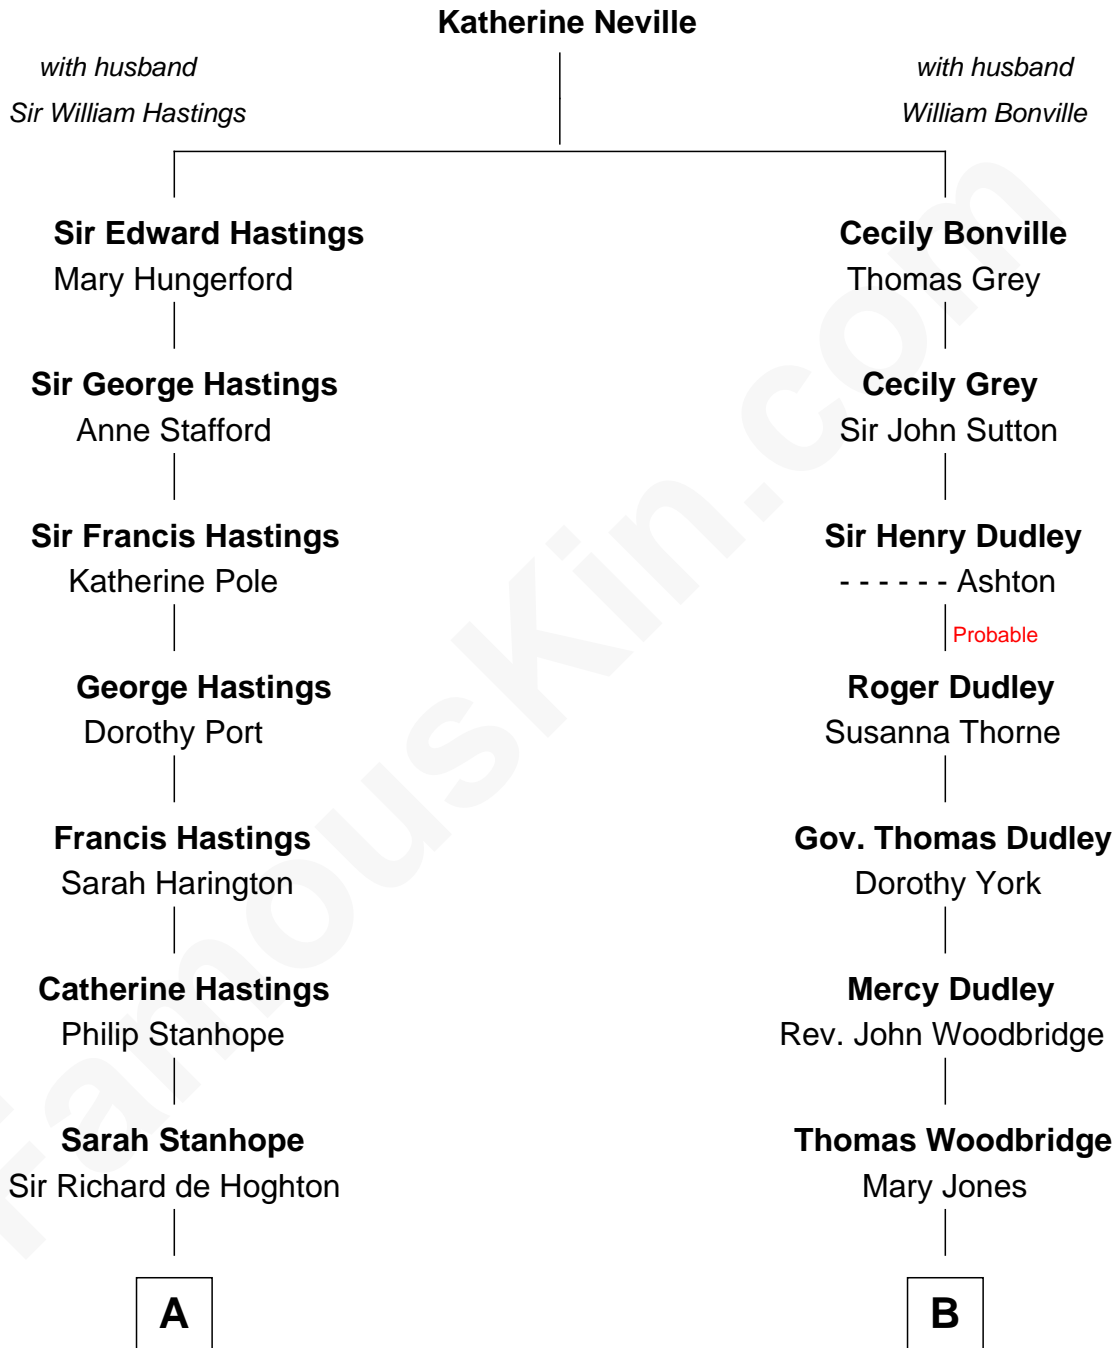 Katherine Neville
with husband
Sir William Hastings
with husband
William Bonville
Sir Edward Hastings
Mary Hungerford
Cecily Bonville
Thomas Grey
Sir George Hastings
Anne Stafford
Cecily Grey
Sir John Sutton
Sir Francis Hastings
Katherine Pole
Sir Henry Dudley
- - - - - - Ashton
Probable
George Hastings
Dorothy Port
Roger Dudley
Susanna Thorne
Francis Hastings
Sarah Harington
Gov. Thomas Dudley
Dorothy York
Catherine Hastings
Philip Stanhope
Mercy Dudley
Rev. John Woodbridge
Sarah Stanhope
Sir Richard de Hoghton
Thomas Woodbridge
Mary Jones
A
B
FamousKin.com